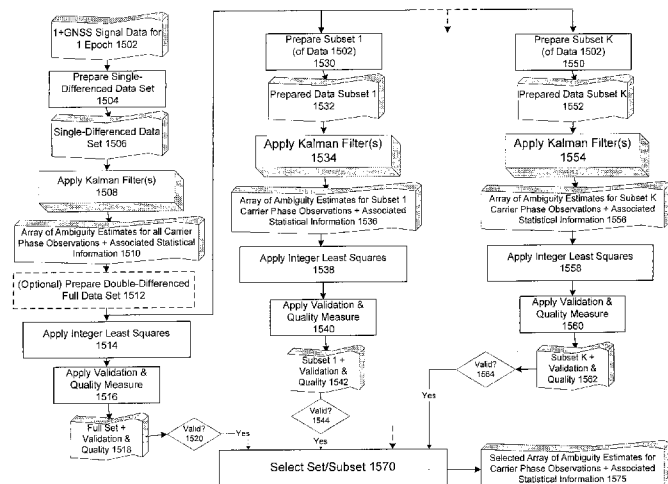 1+GNSS Signal Data for
1 Epoch 1502
Prepare Single-
Differenced Data Set
1504
Single-Differenced Data
Set 1506
Apply Kalman Filter(s)
1508
Array of Ambiguity Estimates for all Carrier
Phase Observations + Associated Statistical
Information 1510
(Optional) Prepare Double-Differenced
Full Data Set 1512
Apply Integer Least Squares
1514
Apply Validation &
Quality Measure
1516
Full Set +
Validation &
Quality 1518
Valid?
1520
Yes
Prepare Subset 1
(of Data 1502)
1530
Prepared Data Subset 1
1532
Apply Kalman Filter(s)
1534
Array of Ambiguity Estimates for Subset 1
Carrier Phase Observations + Associated
Statistical Information 1536
Apply Integer Least Squares
1538
Apply Validation &
Quality Measure
1540
Subset 1 +
Validation &
Quality 1542
Valid?
1544
Yes
Prepare Subset K
(of Data 1502)
1550
Prepared Data Subset K
1552
Apply Kalman Filter(s)
1554
Array of Ambiguity Estimates for Subset K
Carrier Phase Observations + Associated
Statistical Information 1556
Apply Integer Least Squares
1558
Apply Validation &
Quality Measure
1560
Subset K +
Validation &
Quality 1562
Valid?
1564
Yes
Select Set/Subset 1570
Selected Array of Ambiguity Estimates for
Carrier Phase Observations + Associated
Statistical Information
1575